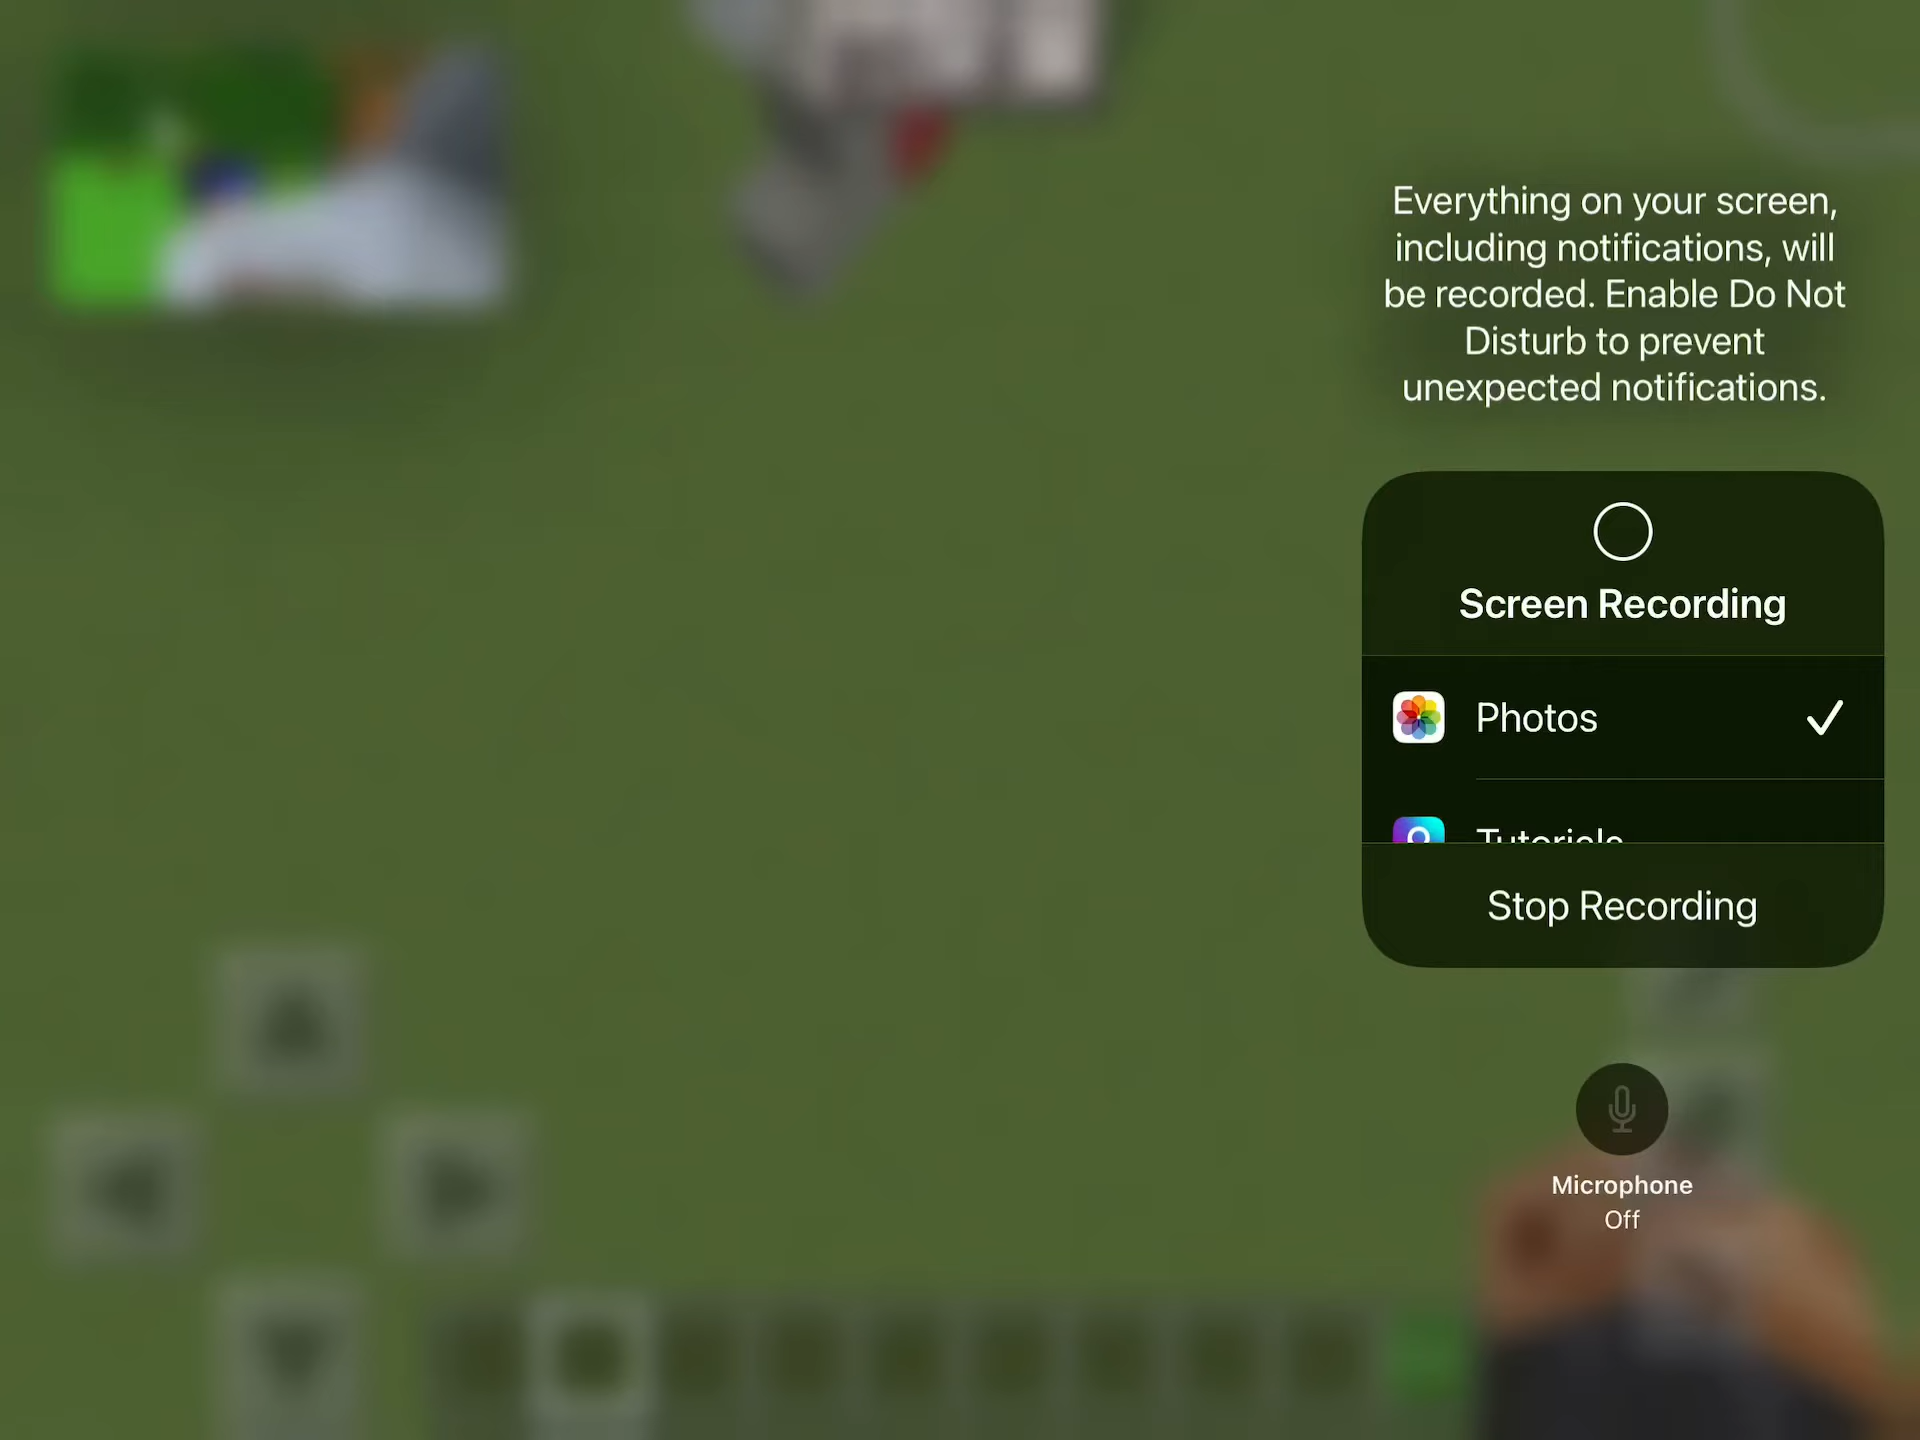 Everything on your screen,
including notifications, will
be recorded. Enable Do Not
Disturb to prevent
unexpected notifications.
Screen Recording
Photos
Tutorials
Stop Recording
Microphone
Off